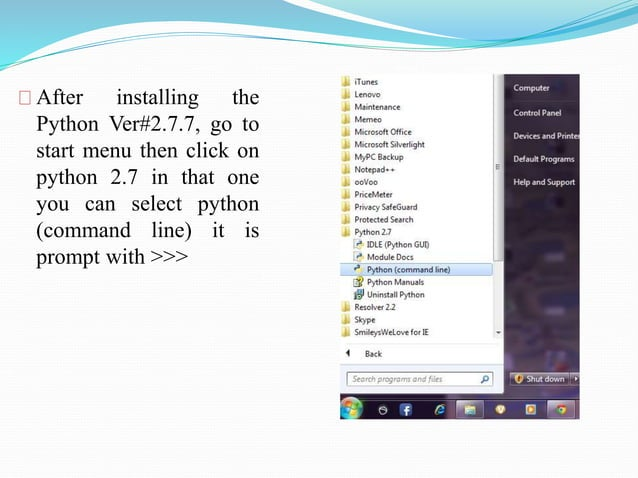 After installing the
Python Ver#2.7.7, go to
start menu then click on
python 2.7 in that one
you can select python
(command line) it is
prompt with >>>
iTunes
Lenovo
Maintenance
Memeo
Microsoft Office
Microsoft Silverlight
MyPC Backup
Notepad++
ooVoo
PriceMeter
Privacy SafeGuard
Protected Search
Python 2.7
IDLE (Python GUI)
Module Docs
Python (command line)
Python Manuals
Uninstall Python
Resolver 2.2
Skype
SmileysWeLove for IE
Back
Search programs and files
Computer
Control Panel
Devices and Printer
Default Programs
Help and Support
Shut down